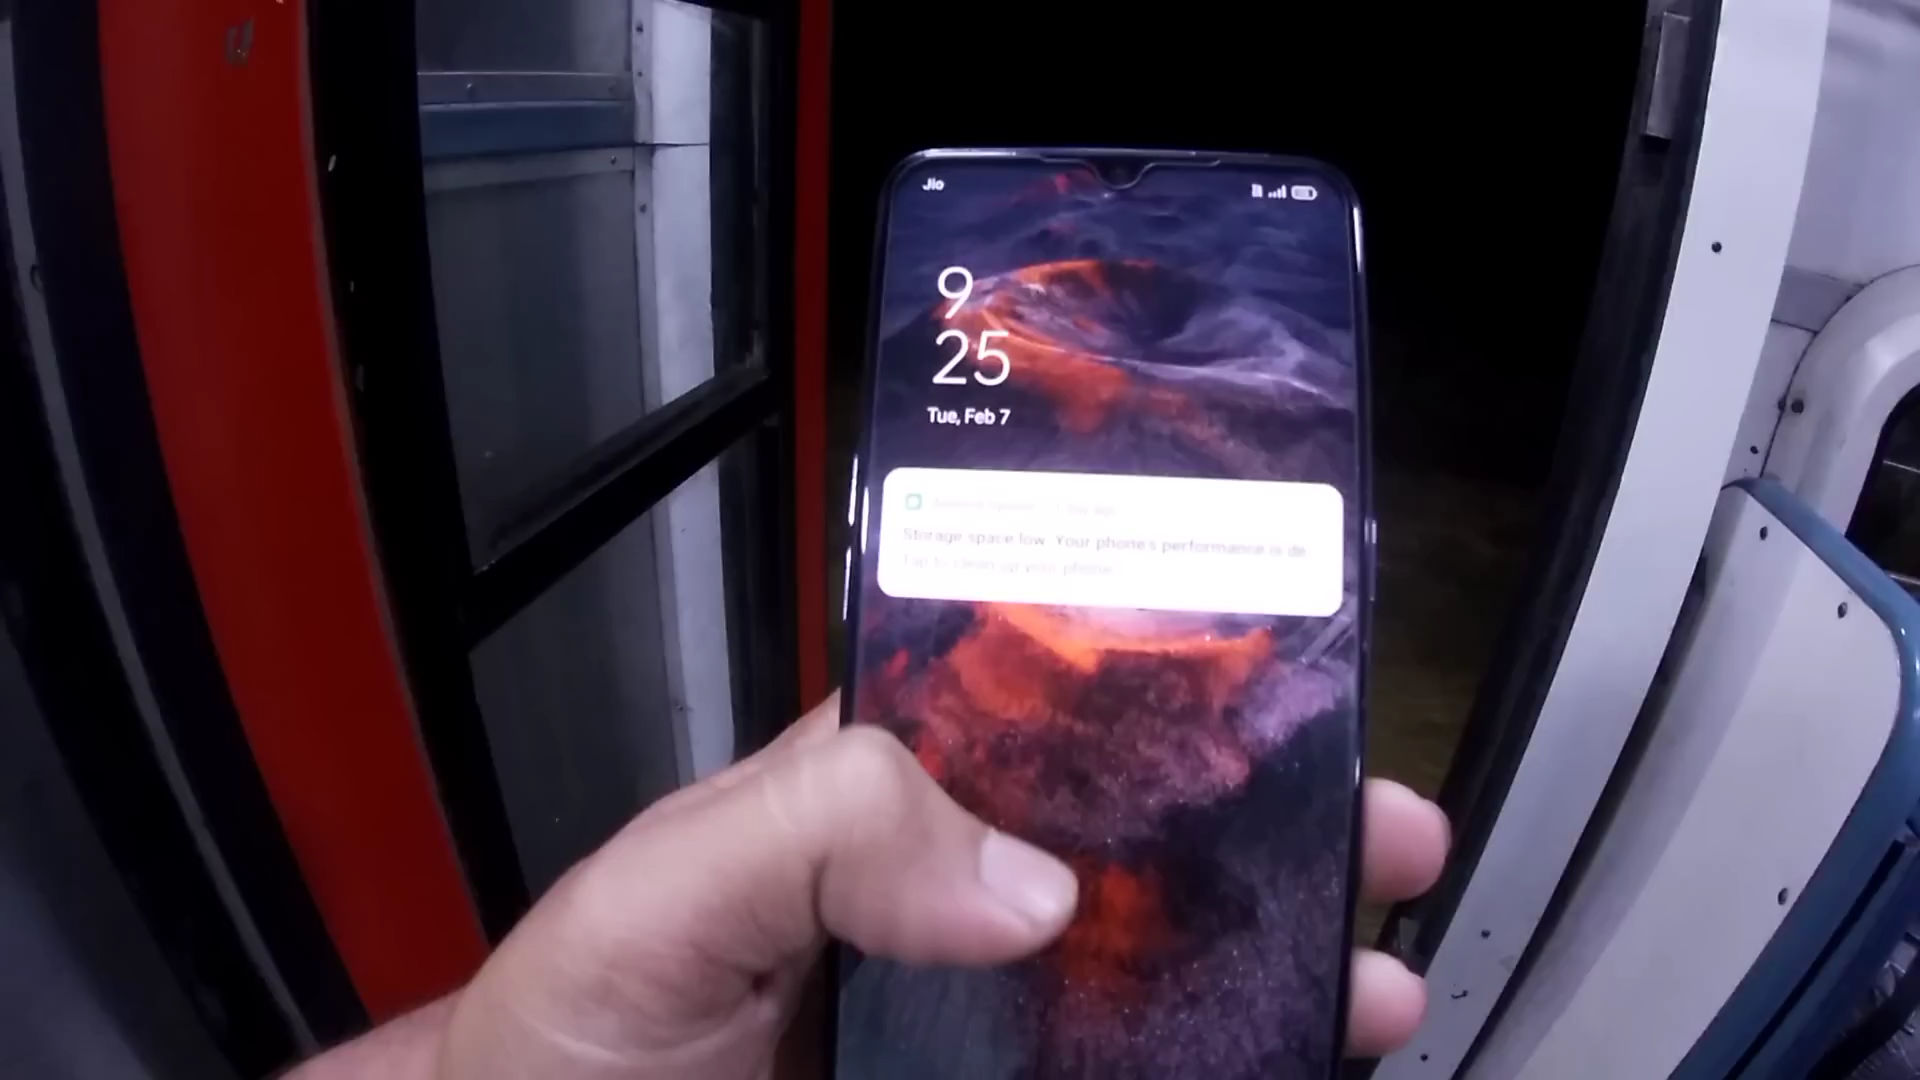 Jio
9
25
Tue, Feb 7
Storage space low. Your phone's performance is de
Tap to clean up your phone.